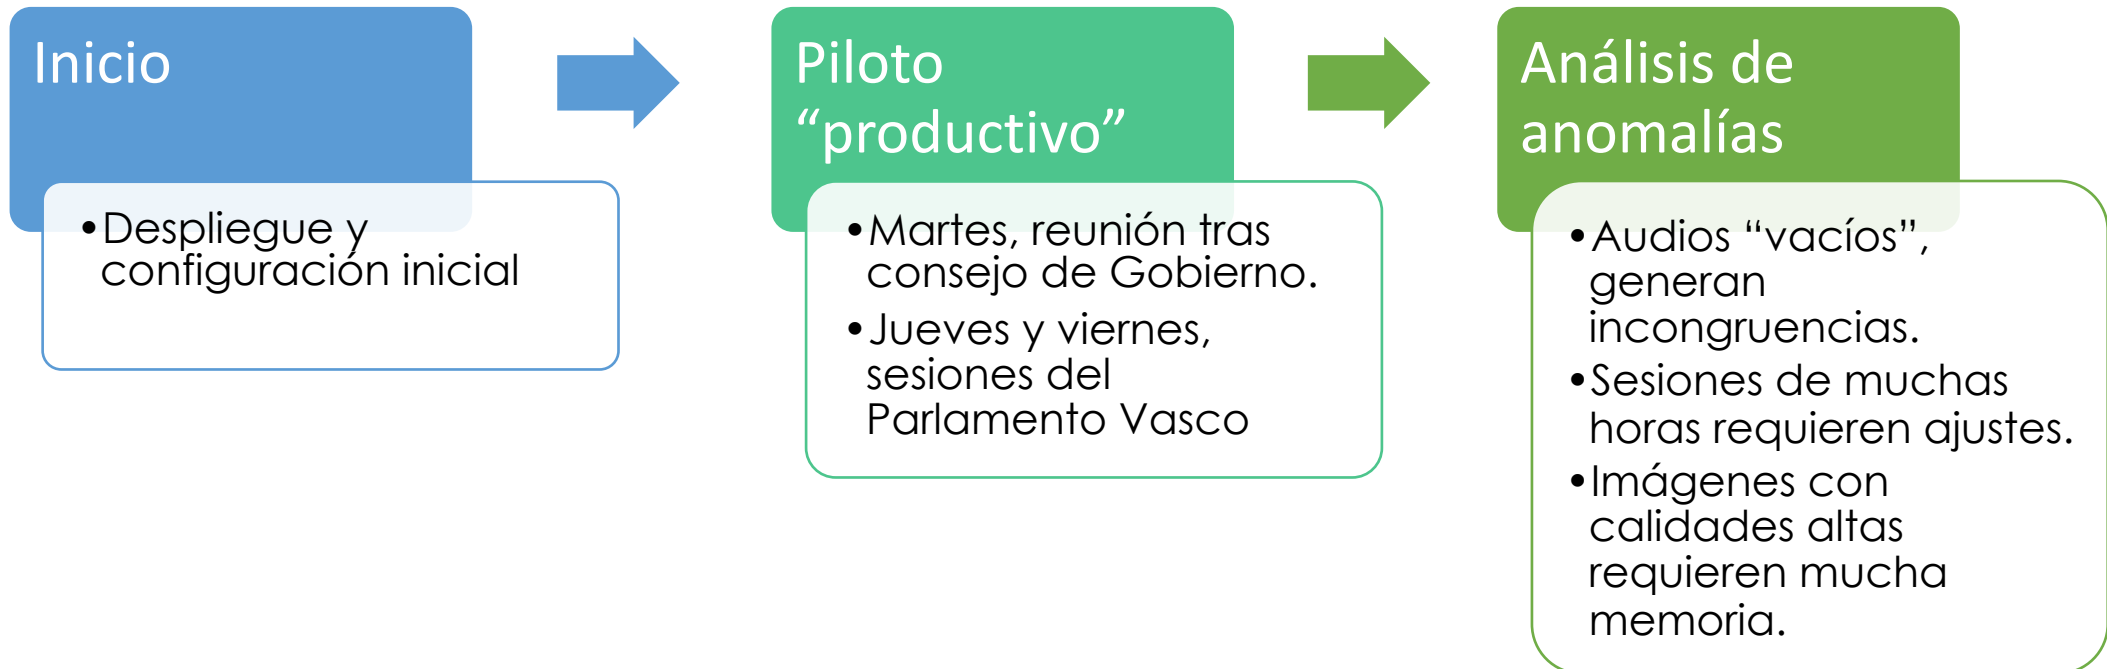 Inicio
•Despliegue y
configuración inicial
Piloto
“productivo”
•Martes, reunión tras
consejo de Gobierno.
•Jueves y viernes,
sesiones del
Parlamento Vasco
Análisis de
anomalías
•Audios “vacíos”,
generan
incongruencias.
•Sesiones de muchas
horas requieren ajustes.
•Imágenes con
calidades altas
requieren mucha
memoria.